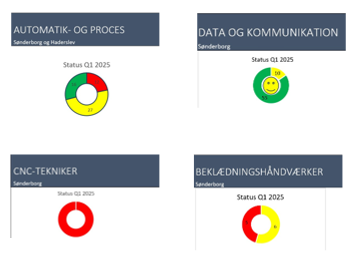 AUTOMATIK- OG PROCES
Sønderborg og Haderslev
Status Q1 2025
27
DATA OG KOMMUNIKATION
Sønderborg
Status Q1 2025
10
CNC-TEKNIKER
Sønderborg
Status Q1 2025
BEKLÆDNINGSHÅNDVÆRKER
Sønderborg
Status Q1 2025
6